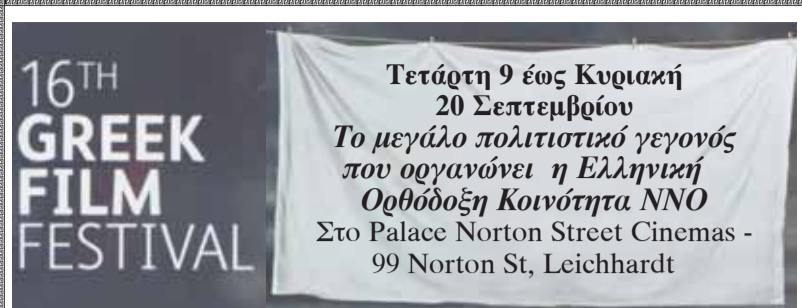 16TH
GREEK
FILM
FESTIVAL
Τετάρτη 9 έως Κυριακή
20 Σεπτεμβρίου
Το μεγάλο πολιτιστικό γεγονός
που οργανώνει η Ελληνική
Ορθόδοξη Κοινότητα ΝΝΟ
Στο Palace Norton Street Cinemas -
99 Norton St, Leichhardt